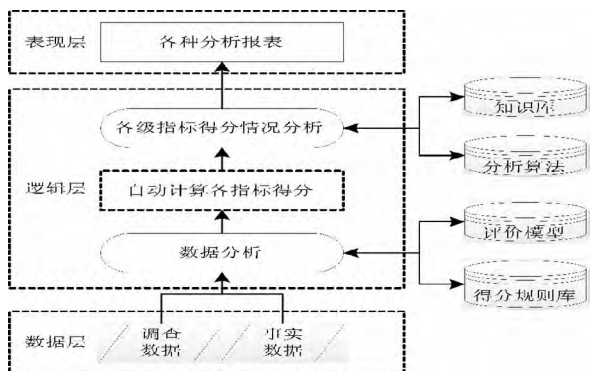 表现层
各种分析报表
逻辑层
各级指标得分情况分析
自动计算各指标得分
数据分析
知识库
分析算法
评价模型
得分规则库
数据层
调查
数据
事实
数据